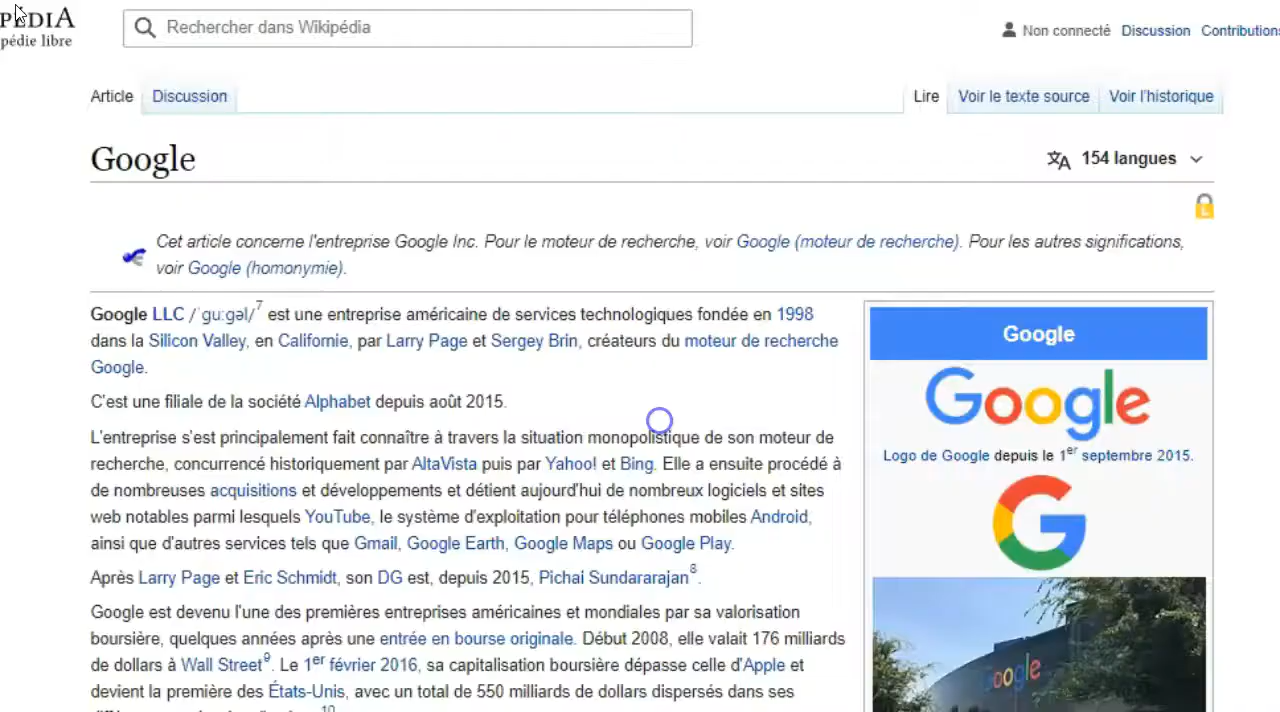 PÉDIA
pédie libre
Rechercher dans Wikipédia
Non connecté Discussion Contributions
Article Discussion
Lire Voir le texte source Voir l'historique
Google
154 langues
Cet article concerne l'entreprise Google Inc. Pour le moteur de recherche, voir Google (moteur de recherche). Pour les autres significations,
voir Google (homonymie).
Google LLC /ˈguːgəl/7 est une entreprise américaine de services technologiques fondée en 1998
dans la Silicon Valley, en Californie, par Larry Page et Sergey Brin, créateurs du moteur de recherche
Google.
C'est une filiale de la société Alphabet depuis août 2015.
L'entreprise s'est principalement fait connaître à travers la situation monopolistique de son moteur de
recherche, concurrencé historiquement par AltaVista puis par Yahoo! et Bing. Elle a ensuite procédé à
de nombreuses acquisitions et développements et détient aujourd'hui de nombreux logiciels et sites
web notables parmi lesquels YouTube, le système d'exploitation pour téléphones mobiles Android,
ainsi que d'autres services tels que Gmail, Google Earth, Google Maps ou Google Play.
Après Larry Page et Eric Schmidt, son DG est, depuis 2015, Pichai Sundararajan8.
Google est devenu l'une des premières entreprises américaines et mondiales par sa valorisation
boursière, quelques années après une entrée en bourse originale. Début 2008, elle valait 176 milliards
de dollars à Wall Street9. Le 1er février 2016, sa capitalisation boursière dépasse celle d'Apple et
devient la première des États-Unis, avec un total de 550 milliards de dollars dispersés dans ses
10
Google
Google
Logo de Google depuis le 1er septembre 2015.
G
Google